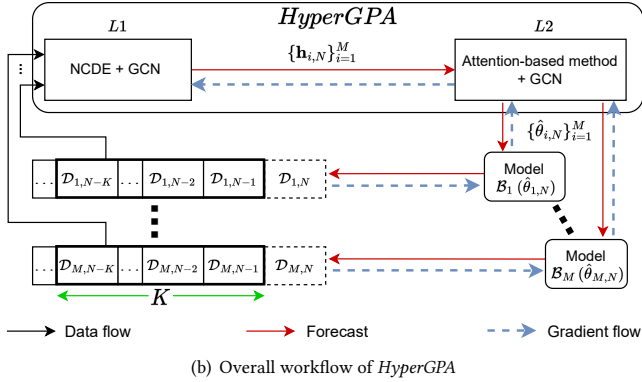 HyperGPA
L1
L2
NCDE + GCN
{h_{i,N}}_{i=1}^{M}
Attention-based method
+ GCN
{θ̂_{i,N}}_{i=1}^{M}
Model
B_1 (θ̂_{1,N})
... D_{1,N−K} ... D_{1,N−2} D_{1,N−1} D_{1,N}
Model
B_M (θ̂_{M,N})
... D_{M,N−K} ... D_{M,N−2} D_{M,N−1} D_{M,N}
K
Data flow Forecast Gradient flow
(b) Overall workflow of HyperGPA